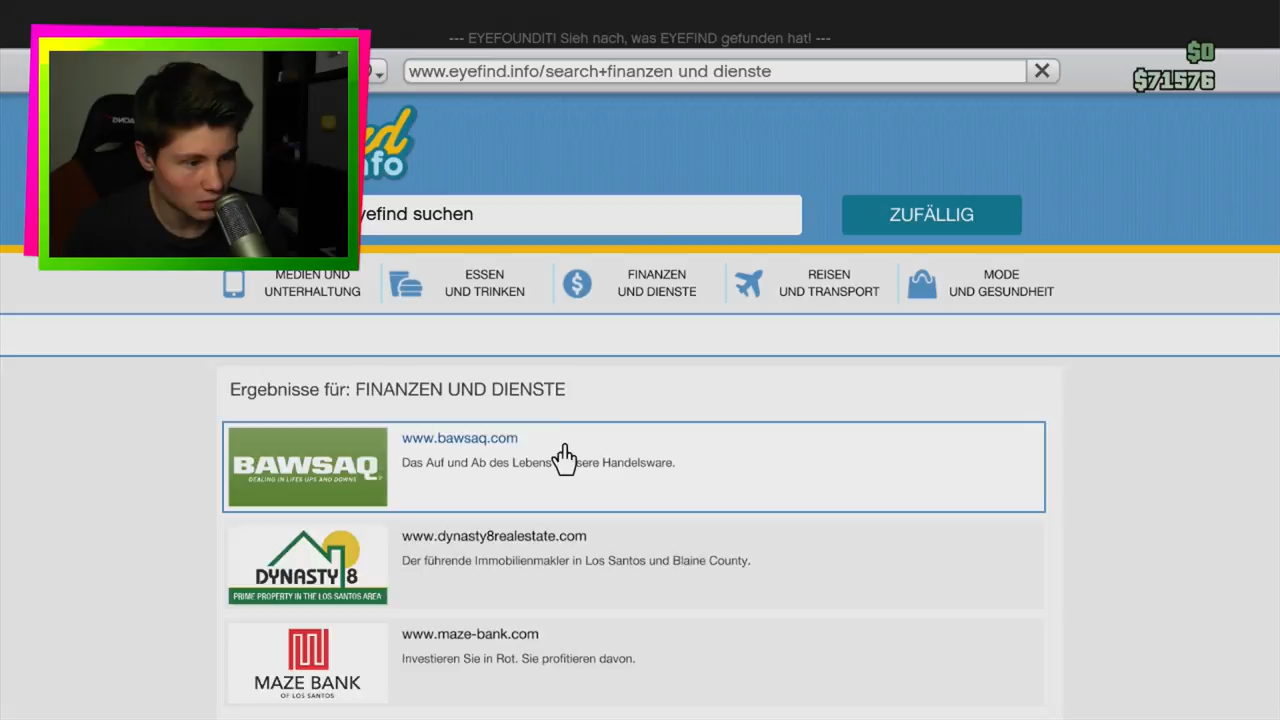 --- EYEFOUNDIT! Sieh nach, was EYEFIND gefunden hat! ---
www.eyefind.info/search+finanzen und dienste
$0
$71576
nd
nfo
yefind suchen
ZUFÄLLIG
MEDIEN UND
UNTERHALTUNG
ESSEN
UND TRINKEN
FINANZEN
UND DIENSTE
REISEN
UND TRANSPORT
MODE
UND GESUNDHEIT
Ergebnisse für: FINANZEN UND DIENSTE
BAWSAQ
DEALING IN LIFES UPS AND DOWNS
www.bawsaq.com
Das Auf und Ab des Lebens sere Handelsware.
DYNASTY 8
PRIME PROPERTY IN THE LOS SANTOS AREA
www.dynasty8realestate.com
Der führende Immobilienmakler in Los Santos und Blaine County.
MAZE BANK
OF LOS SANTOS
www.maze-bank.com
Investieren Sie in Rot. Sie profitieren davon.